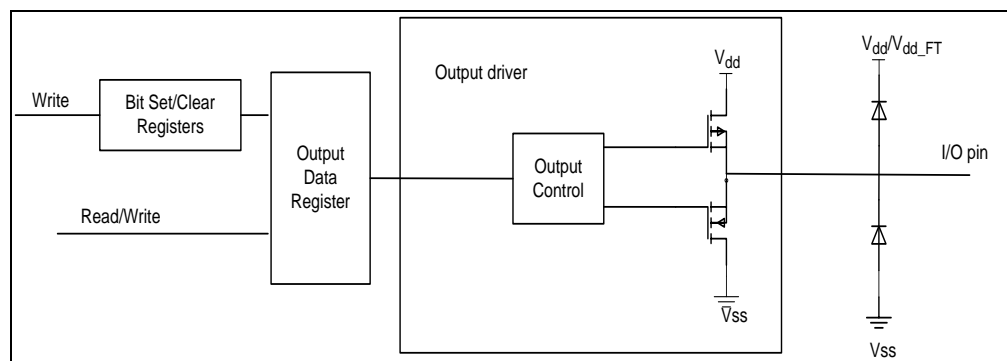 Write
Bit Set/Clear
Registers
Read/Write
Output
Data
Register
Output driver
Output
Control
Vdd
Vss
Vdd/Vdd_FT
I/O pin
Vss